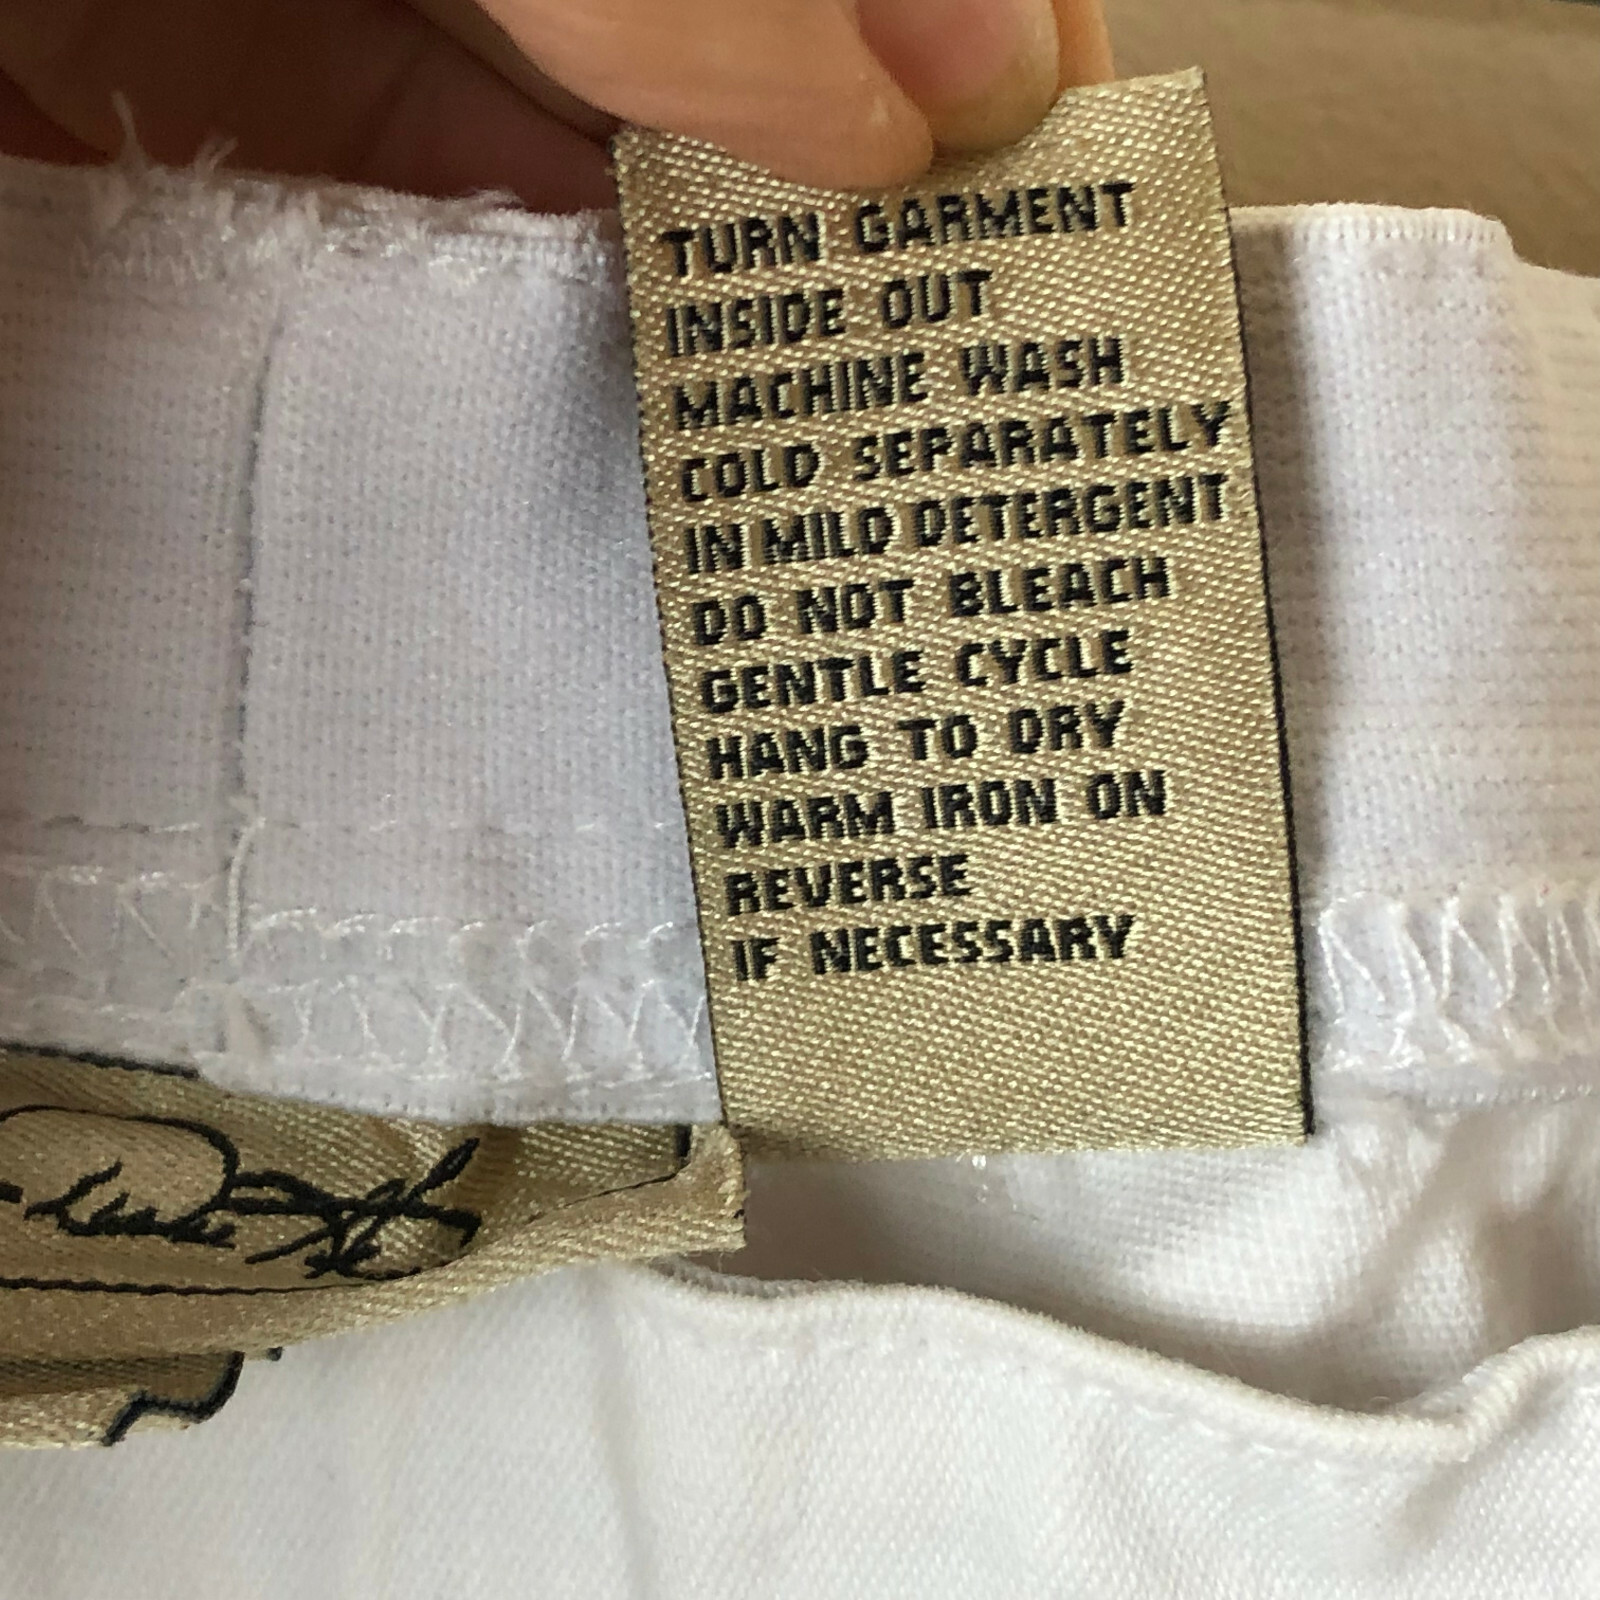 TURN GARMENT
INSIDE OUT
MACHINE WASH
COLD SEPARATELY
IN MILD DETERGENT
DO NOT BLEACH
GENTLE CYCLE
HANG TO DRY
WARM IRON ON
REVERSE
IF NECESSARY